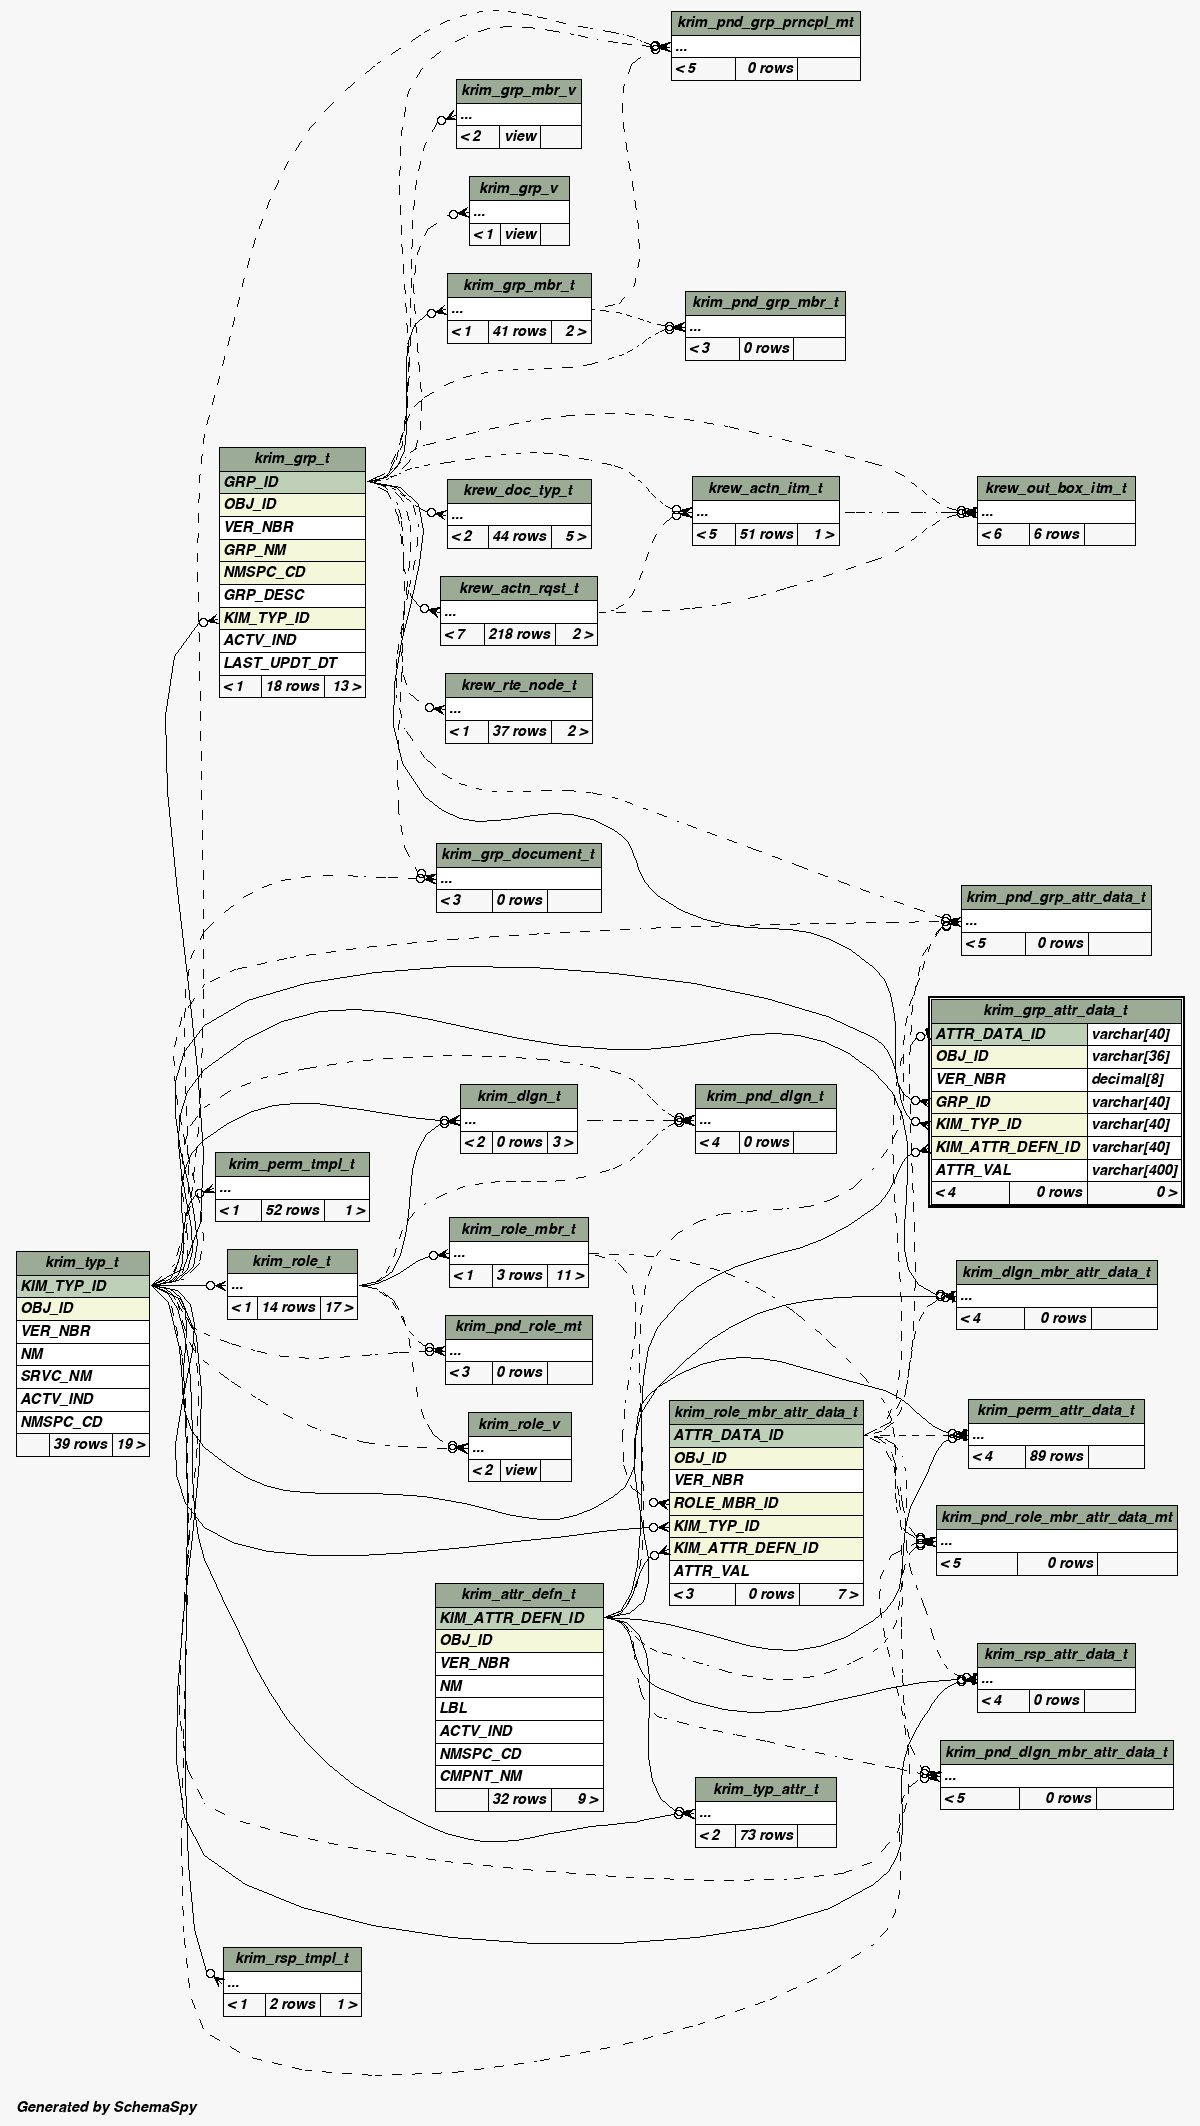 krim_pnd_grp_prncpl_mt
...
< 5 0 rows
krim_grp_mbr_v
...
< 2 view
krim_grp_v
...
< 1 view
krim_grp_mbr_t
...
< 1 41 rows 2 >
krim_pnd_grp_mbr_t
...
< 3 0 rows
krim_grp_t
GRP_ID
OBJ_ID
VER_NBR
GRP_NM
NMSPC_CD
GRP_DESC
KIM_TYP_ID
ACTV_IND
LAST_UPDT_DT
< 1 18 rows 13 >
krew_doc_typ_t
...
< 2 44 rows 5 >
krew_actn_itm_t
...
< 5 51 rows 1 >
krew_out_box_itm_t
...
< 6 6 rows
krew_actn_rqst_t
...
< 7 218 rows 2 >
krew_rte_node_t
...
< 1 37 rows 2 >
krim_grp_document_t
...
< 3 0 rows
krim_pnd_grp_attr_data_t
...
< 5 0 rows
krim_grp_attr_data_t
ATTR_DATA_ID varchar[40]
OBJ_ID varchar[36]
VER_NBR decimal[8]
GRP_ID varchar[40]
KIM_TYP_ID varchar[40]
KIM_ATTR_DEFN_ID varchar[40]
ATTR_VAL varchar[400]
< 4 0 rows 0 >
krim_dlgn_t
...
< 2 0 rows 3 >
krim_pnd_dlgn_t
...
< 4 0 rows
krim_perm_tmpl_t
...
< 1 52 rows 1 >
krim_typ_t
KIM_TYP_ID
OBJ_ID
VER_NBR
NM
SRVC_NM
ACTV_IND
NMSPC_CD
39 rows 19 >
krim_role_t
...
< 1 14 rows 17 >
krim_role_mbr_t
...
< 1 3 rows 11 >
krim_dlgn_mbr_attr_data_t
...
< 4 0 rows
krim_pnd_role_mt
...
< 3 0 rows
krim_role_v
...
< 2 view
krim_role_mbr_attr_data_t
ATTR_DATA_ID
OBJ_ID
VER_NBR
ROLE_MBR_ID
KIM_TYP_ID
KIM_ATTR_DEFN_ID
ATTR_VAL
< 3 0 rows 7 >
krim_perm_attr_data_t
...
< 4 89 rows
krim_pnd_role_mbr_attr_data_mt
...
< 5 0 rows
krim_attr_defn_t
KIM_ATTR_DEFN_ID
OBJ_ID
VER_NBR
NM
LBL
ACTV_IND
NMSPC_CD
CMPNT_NM
32 rows 9 >
krim_rsp_attr_data_t
...
< 4 0 rows
krim_pnd_dlgn_mbr_attr_data_t
...
< 5 0 rows
krim_typ_attr_t
...
< 2 73 rows
krim_rsp_tmpl_t
...
< 1 2 rows 1 >
Generated by SchemaSpy